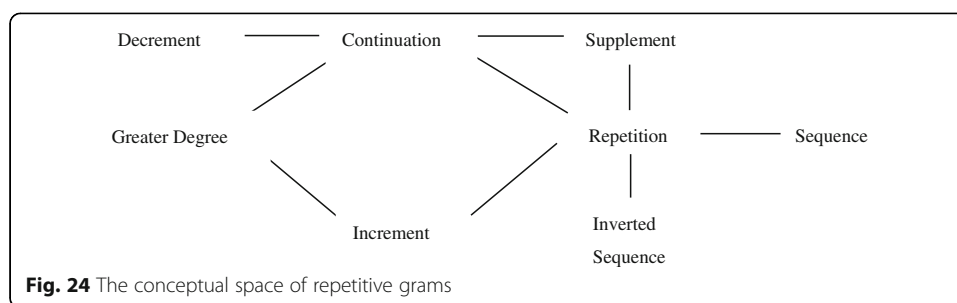 Decrement Continuation Supplement
Greater Degree Repetition Sequence
Increment Inverted
Sequence
Fig. 24 The conceptual space of repetitive grams